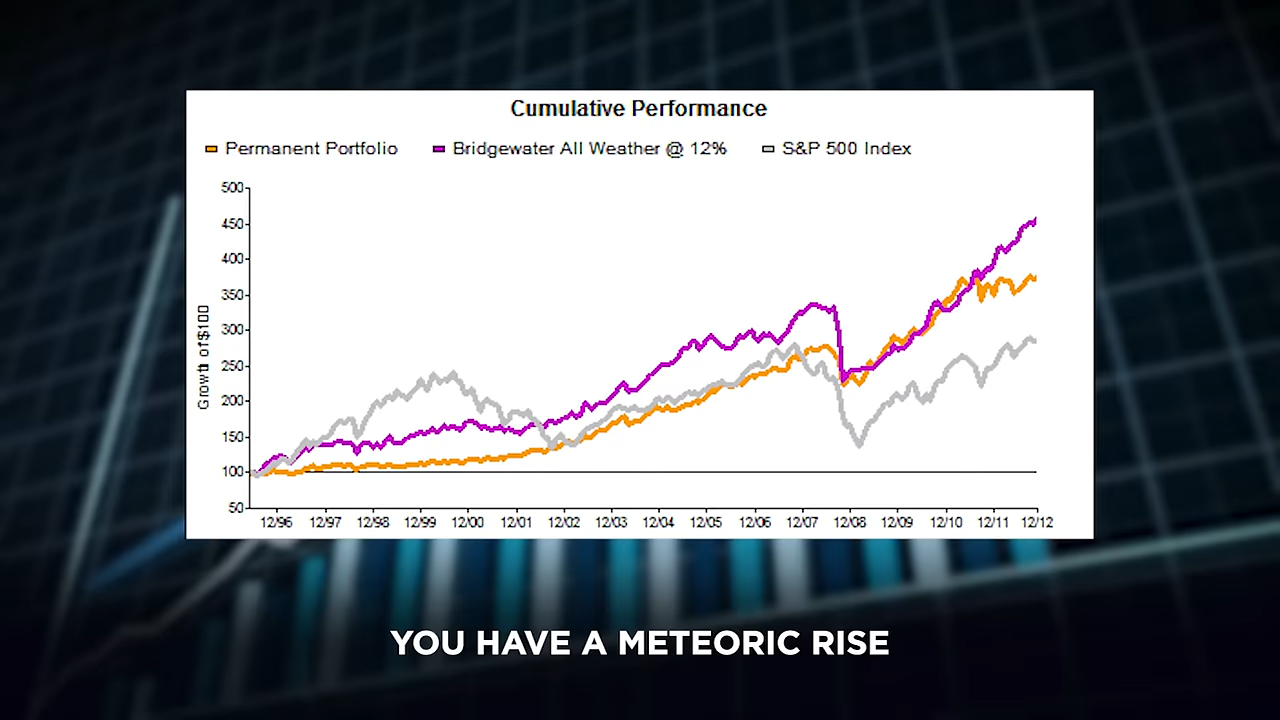 Cumulative Performance
Permanent Portfolio Bridgewater All Weather @ 12% S&P 500 Index
500
450
400
350
300
250
200
150
100
50
Growth of $100
12/96 12/97 12/98 12/99 12/00 12/01 12/02 12/03 12/04 12/05 12/06 12/07 12/08 12/09 12/10 12/11 12/12
YOU HAVE A METEORIC RISE